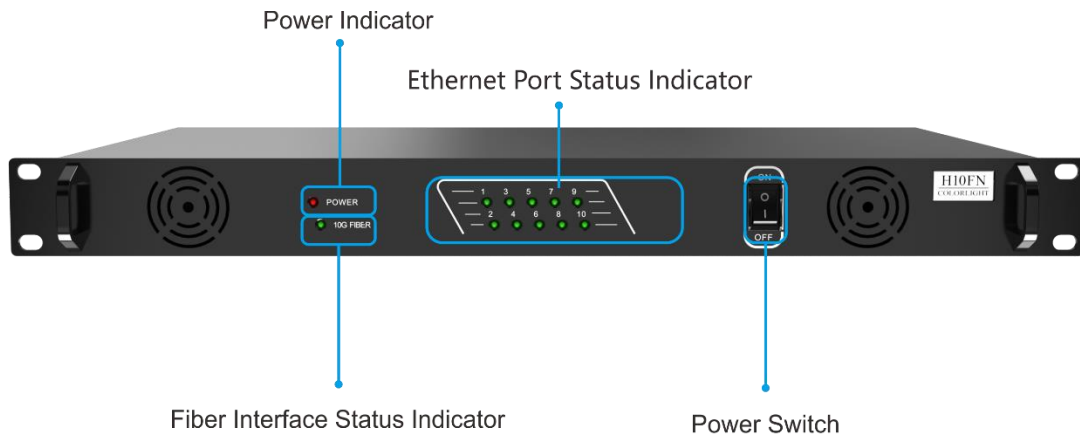 Power Indicator
Ethernet Port Status Indicator
POWER
10G FIBER
1 3 5 7 9
2 4 6 8 10
ON
OFF
H10FN
COLORLIGHT
Fiber Interface Status Indicator
Power Switch